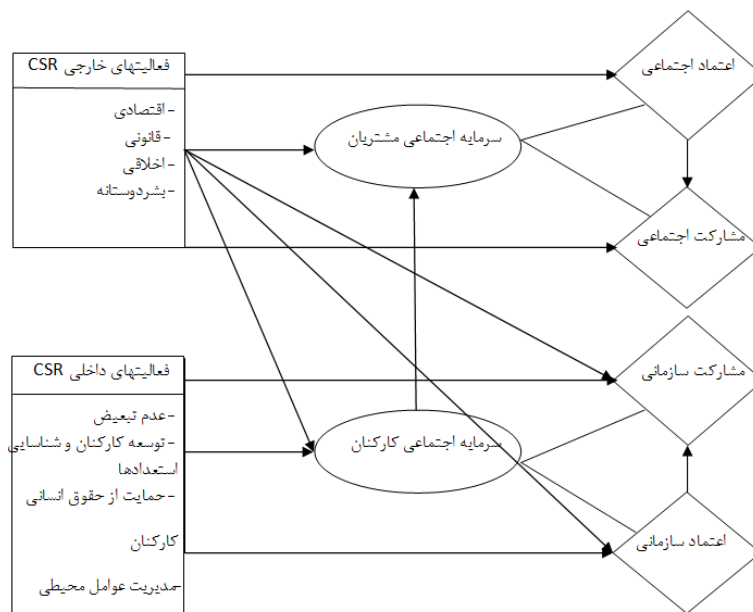 فعالیتهای خارجی CSR
-اقتصادی
-قانونی
-اخلاقی
-بشردوستانه
سرمایه اجتماعی مشتریان
اعتماد اجتماعی
مشارکت اجتماعی
فعالیتهای داخلی CSR
-عدم تبعیض
-توسعه کارکنان و شناسایی
استعدادها
-حمایت از حقوق انسانی
کارکنان
-مدیریت عوامل محیطی
سرمایه اجتماعی کارکنان
مشارکت سازمانی
اعتماد سازمانی